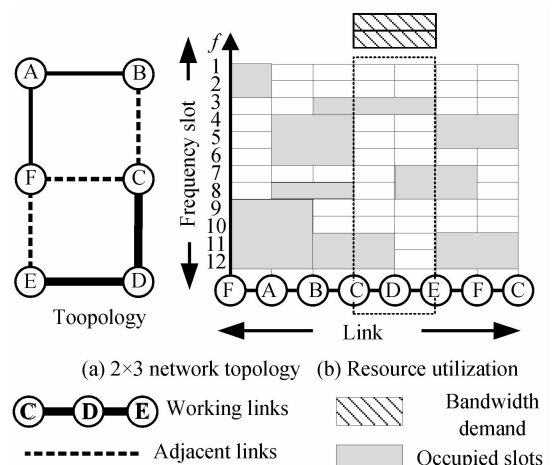 A
B
F
C
E
D
Toopology
f
Frequency slot
1
2
3
4
5
6
7
8
9
10
11
12
F A B C D E F C
Link
(a) 2×3 network topology (b) Resource utilization
C D E Working links
Adjacent links
Bandwidth
demand
Occupied slots